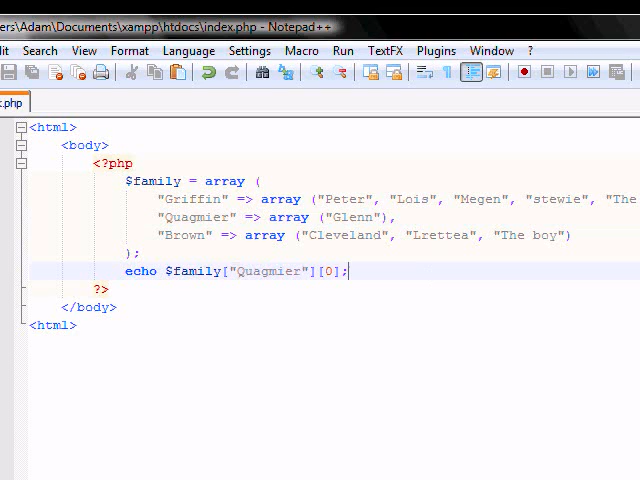 ers\Adam\Documents\xampp\htdocs\index.php - Notepad++
dit Search View Format Language Settings Macro Run TextFX Plugins Window ?
x.php
<html>
<body>
<?php
$family = array (
"Griffin" => array ("Peter", "Lois", "Megen", "stewie", "The
"Quagmier" => array ("Glenn"),
"Brown" => array ("Cleveland", "Lrettea", "The boy")
);
echo $family["Quagmier"][0];
?>
</body>
<html>